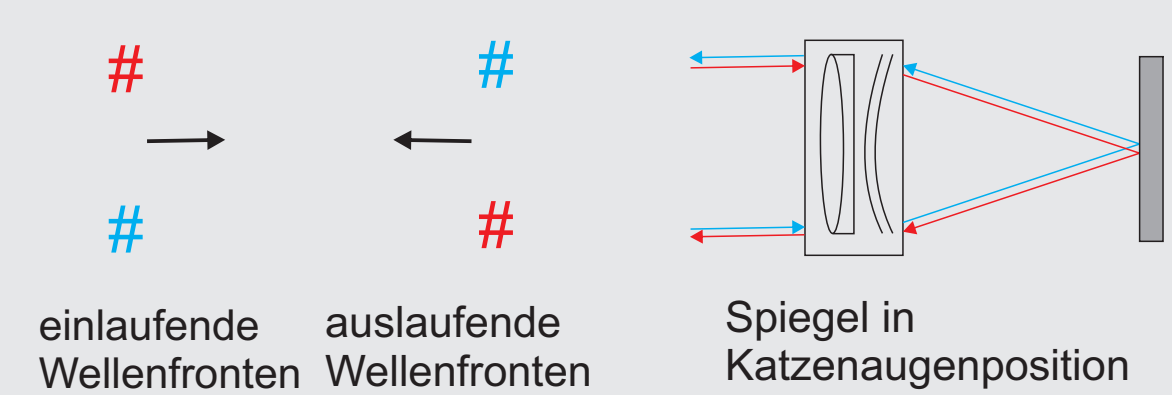 #
#
#
#
einlaufende
Wellenfronten
auslaufende
Wellenfronten
Spiegel in
Katzenaugenposition